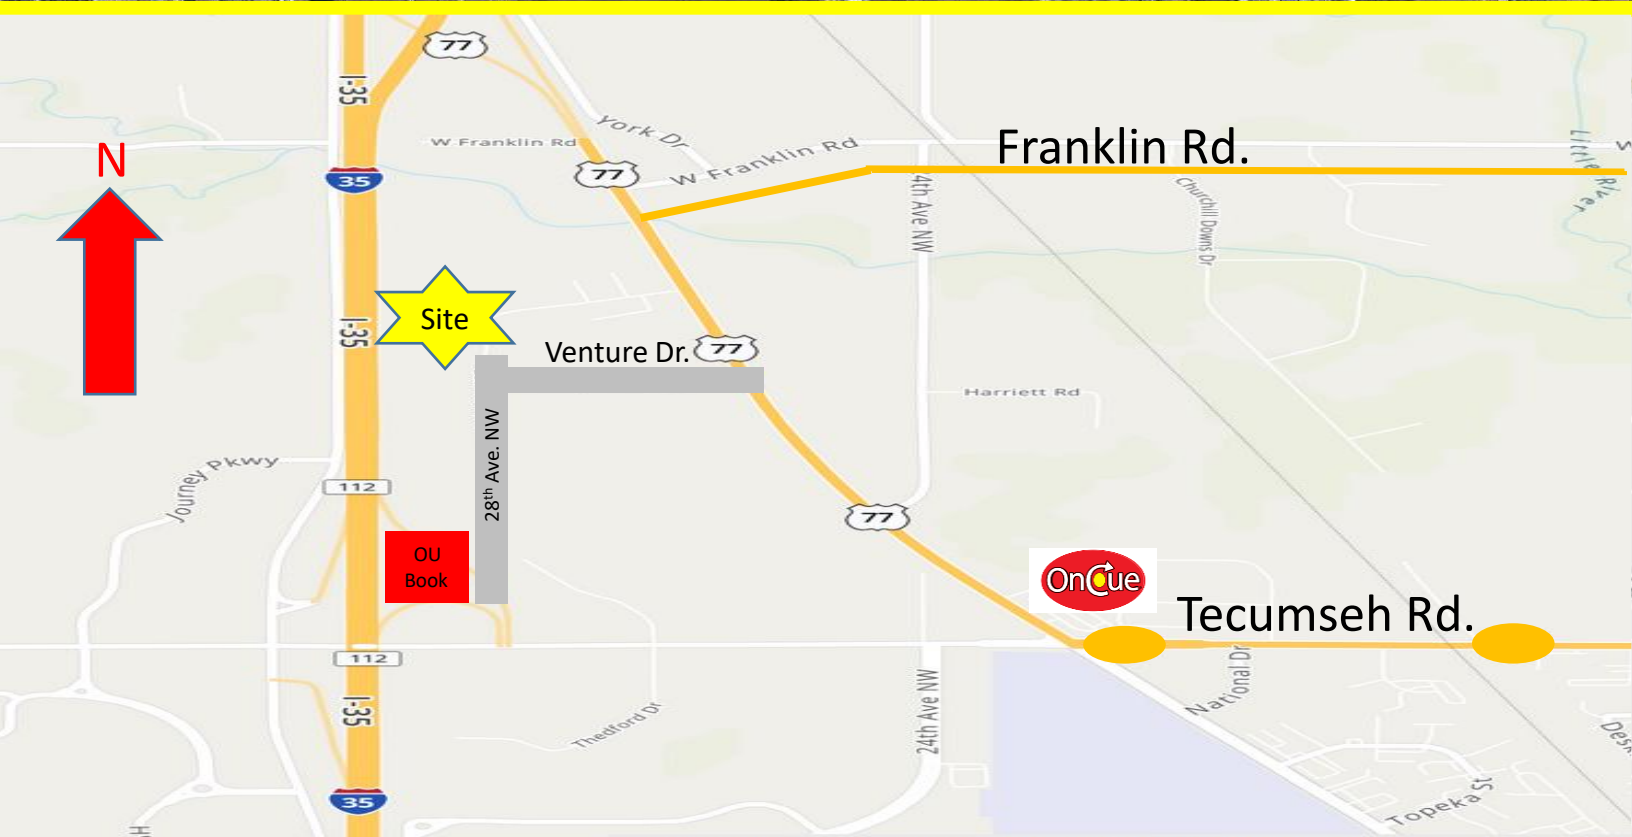 77
I-35
York Dr
W Franklin Rd
Franklin Rd.
W Franklin Rd
W
Little River
N
35
77
4th Ave NW
Churchill Downs Dr
Site
I-35
Venture Dr.
77
Harriett Rd
28th Ave. NW
Journey Pkwy
112
77
OU
Book
OnCue
Tecumseh Rd.
112
National Dr
24th Ave NW
I-35
Thedford Dr
Desk
35
Topeka St
H